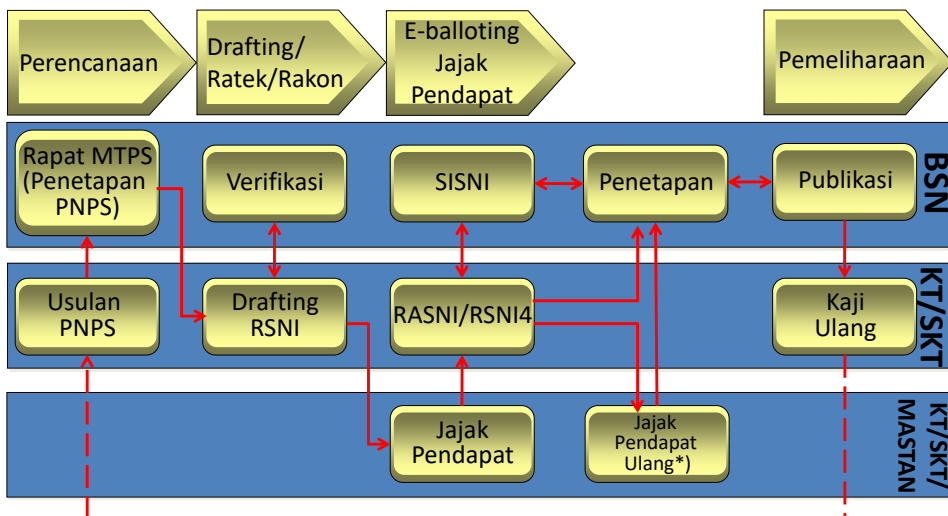 Perencanaan
Drafting/
Ratek/Rakon
E-balloting
Jajak
Pendapat
Pemeliharaan
Rapat MTPS
(Penetapan
PNPS)
Verifikasi
SISNI
Penetapan
Publikasi
BSN
Usulan
PNPS
Drafting
RSNI
RASNI/RSNI4
Kaji
Ulang
KT/SKT
Jajak
Pendapat
Jajak
Pendapat
Ulang*)
KT/SKT/
MASTAN